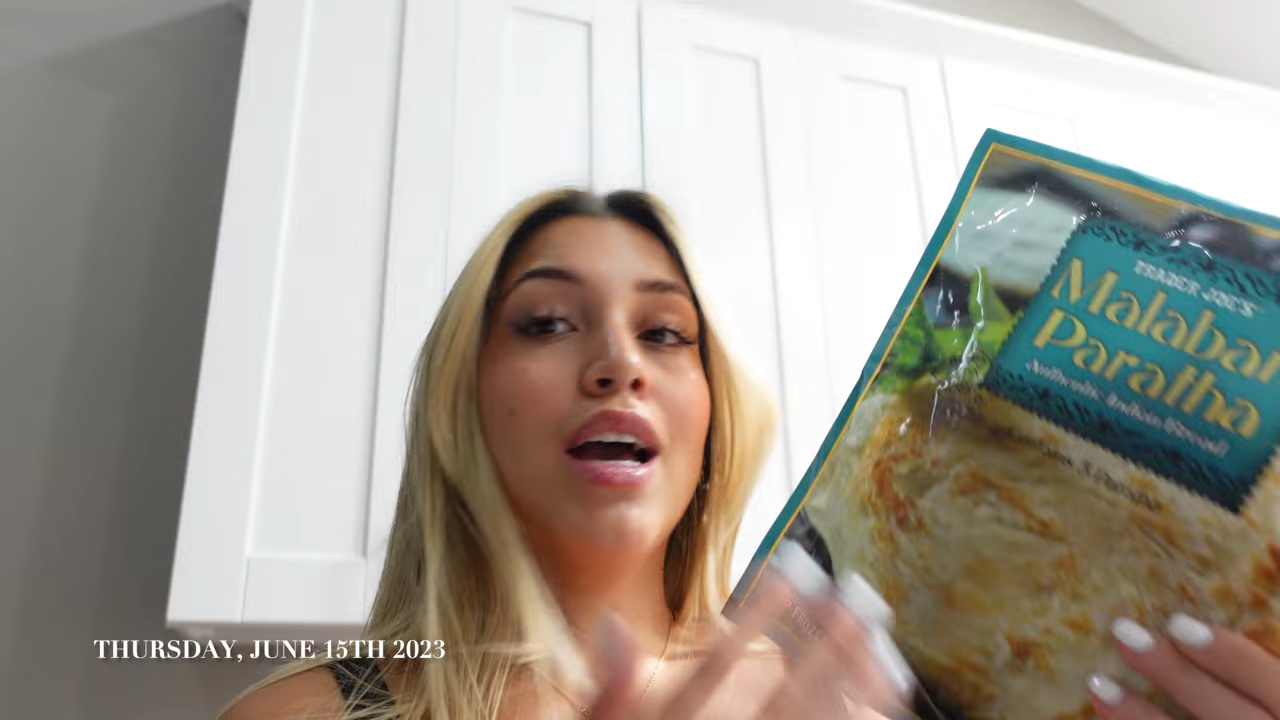 TRADER JOE'S
Malabar
Paratha
Authentic Indian Bread
THURSDAY, JUNE 15TH 2023